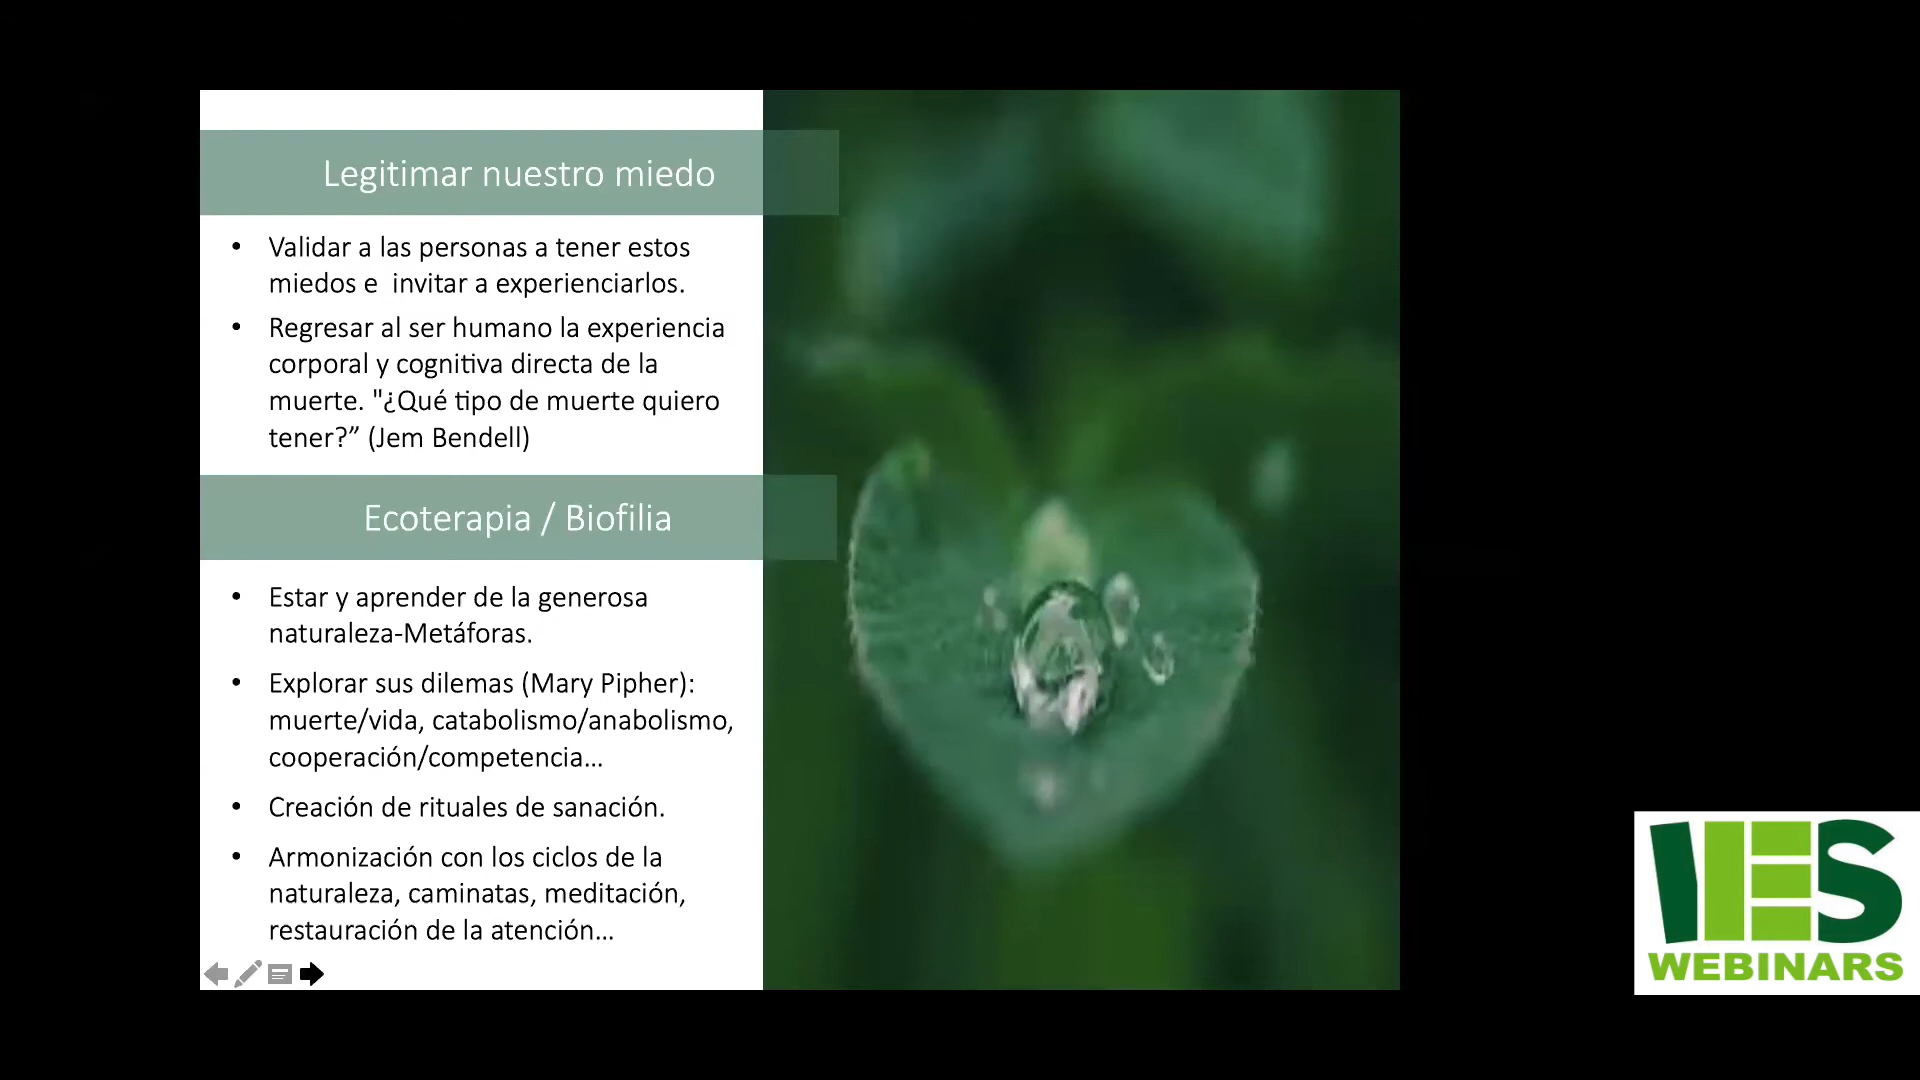 Legitimar nuestro miedo
• Validar a las personas a tener estos
miedos e  invitar a experienciarlos.
• Regresar al ser humano la experiencia
corporal y cognitiva directa de la
muerte. "¿Qué tipo de muerte quiero
tener?” (Jem Bendell)
Ecoterapia / Biofilia
• Estar y aprender de la generosa
naturaleza-Metáforas.
• Explorar sus dilemas (Mary Pipher):
muerte/vida, catabolismo/anabolismo,
cooperación/competencia...
• Creación de rituales de sanación.
• Armonización con los ciclos de la
naturaleza, caminatas, meditación,
restauración de la atención...
IES
WEBINARS